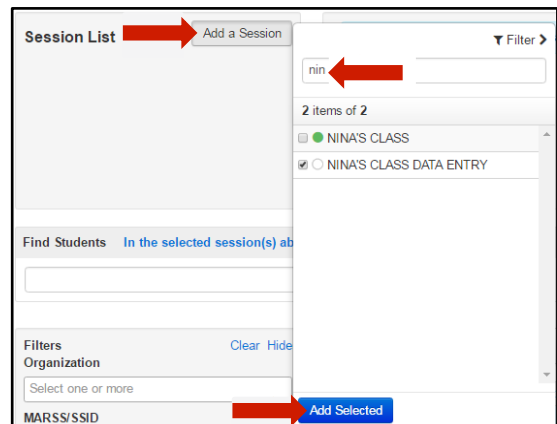 Session List
Add a Session
Filter
nin
2 items of 2
NINA'S CLASS
NINA'S CLASS DATA ENTRY
Find Students In the selected session(s) ab
Filters
Clear Hide
Organization
Select one or more
MARSS/SSID
Add Selected